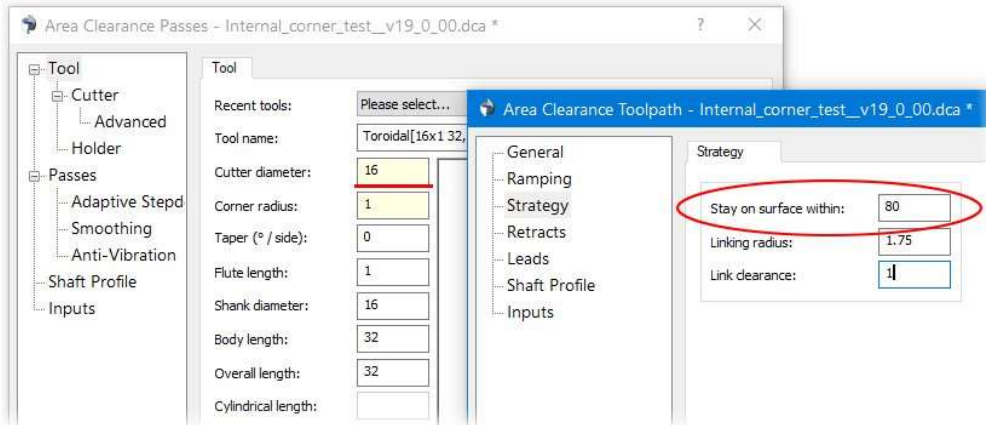 Area Clearance Passes - Internal_corner_test__v19_0_00.dca *
Tool
Cutter
Advanced
Holder
Passes
Adaptive Stepd
Smoothing
Anti-Vibration
Shaft Profile
Inputs
Tool
Recent tools: Please select...
Tool name: Toroidal[16x1 32,
Cutter diameter: 16
Corner radius: 1
Taper (° / side): 0
Flute length: 1
Shank diameter: 16
Body length: 32
Overall length: 32
Cylindrical length:
Area Clearance Toolpath - Internal_corner_test__v19_0_00.dca *
General
Ramping
Strategy
Retracts
Leads
Shaft Profile
Inputs
Strategy
Stay on surface within: 80
Linking radius: 1.75
Link clearance: 1